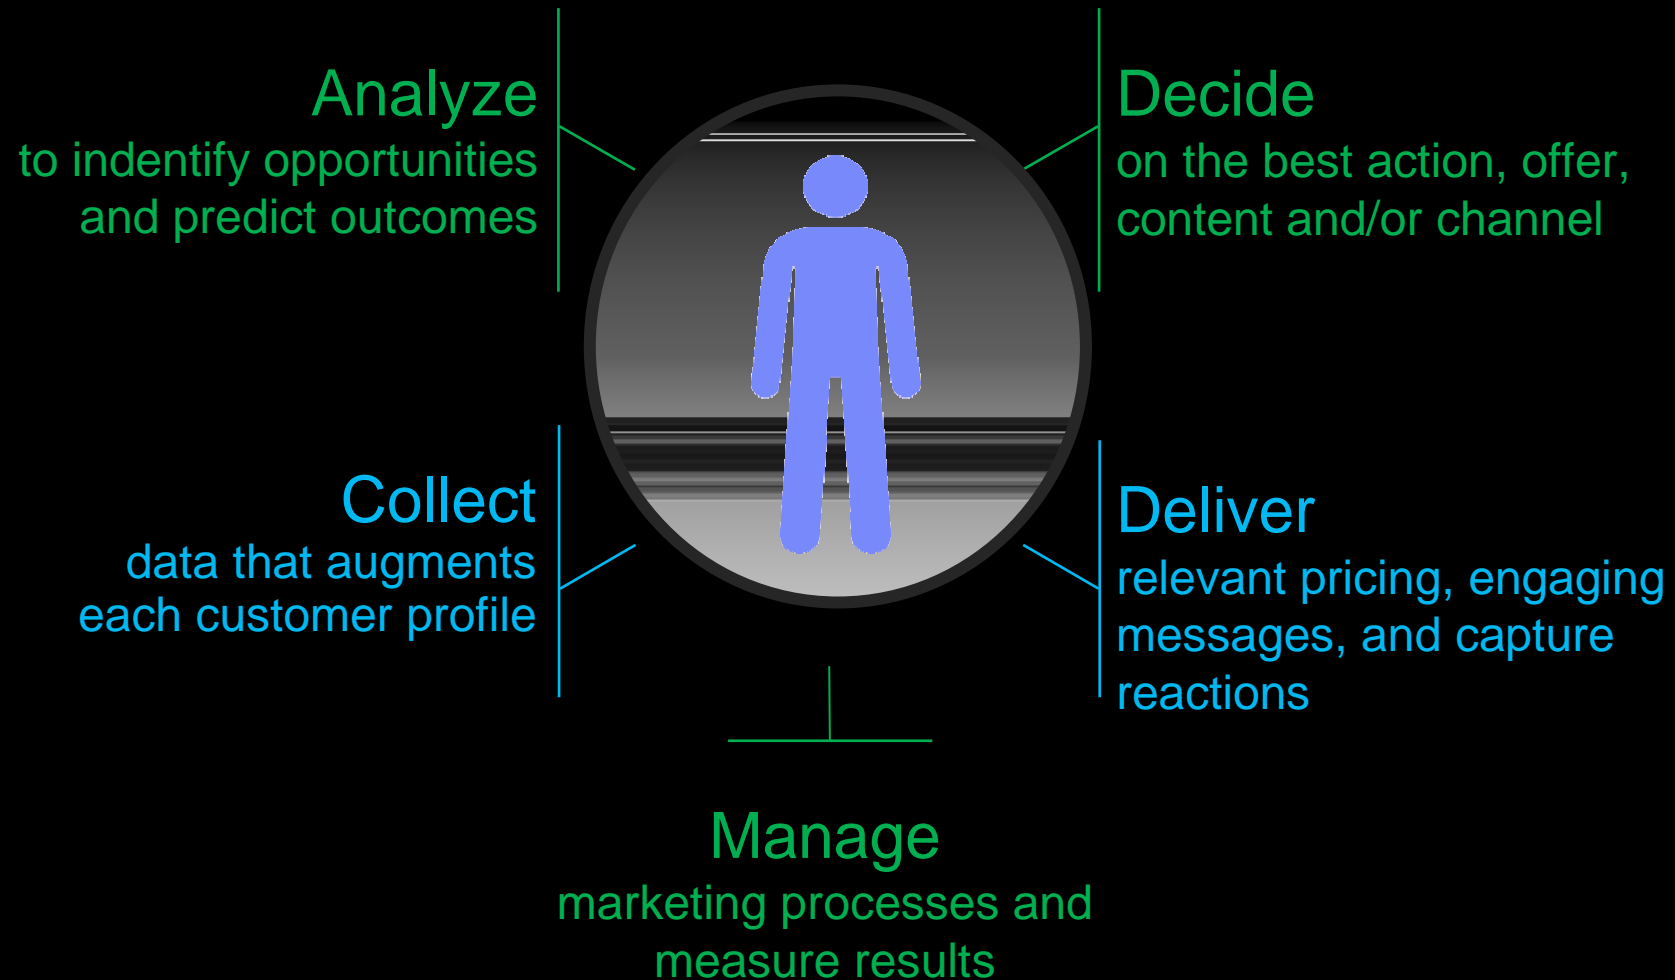 Analyze
to indentify opportunities
and predict outcomes
Decide
on the best action, offer,
content and/or channel
Collect
data that augments
each customer profile
Deliver
relevant pricing, engaging
messages, and capture
reactions
Manage
marketing processes and
measure results